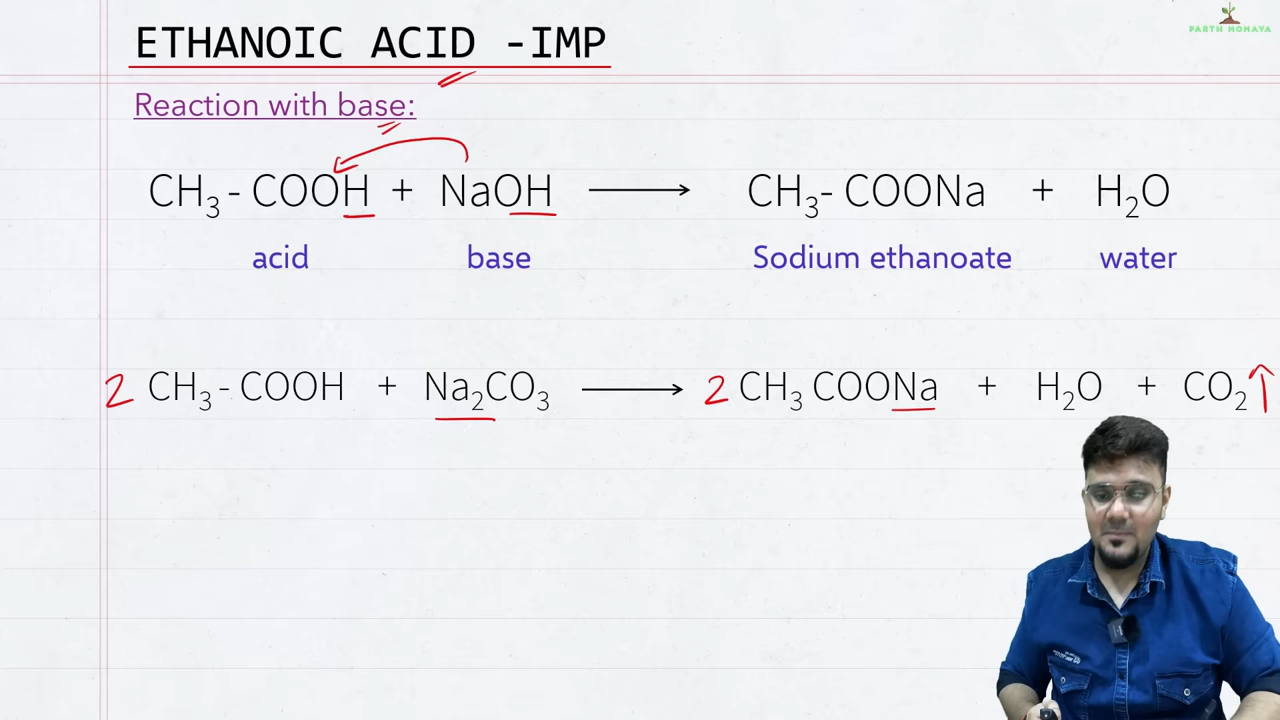 ETHANOIC ACID -IMP
PARTH MOMAYA
Reaction with base:
CH₃ - COOH + NaOH ⟶ CH₃- COONa + H₂O
acid base Sodium ethanoate water
2 CH₃ - COOH + Na₂CO₃ ⟶ 2 CH₃ COONa + H₂O + CO₂↑